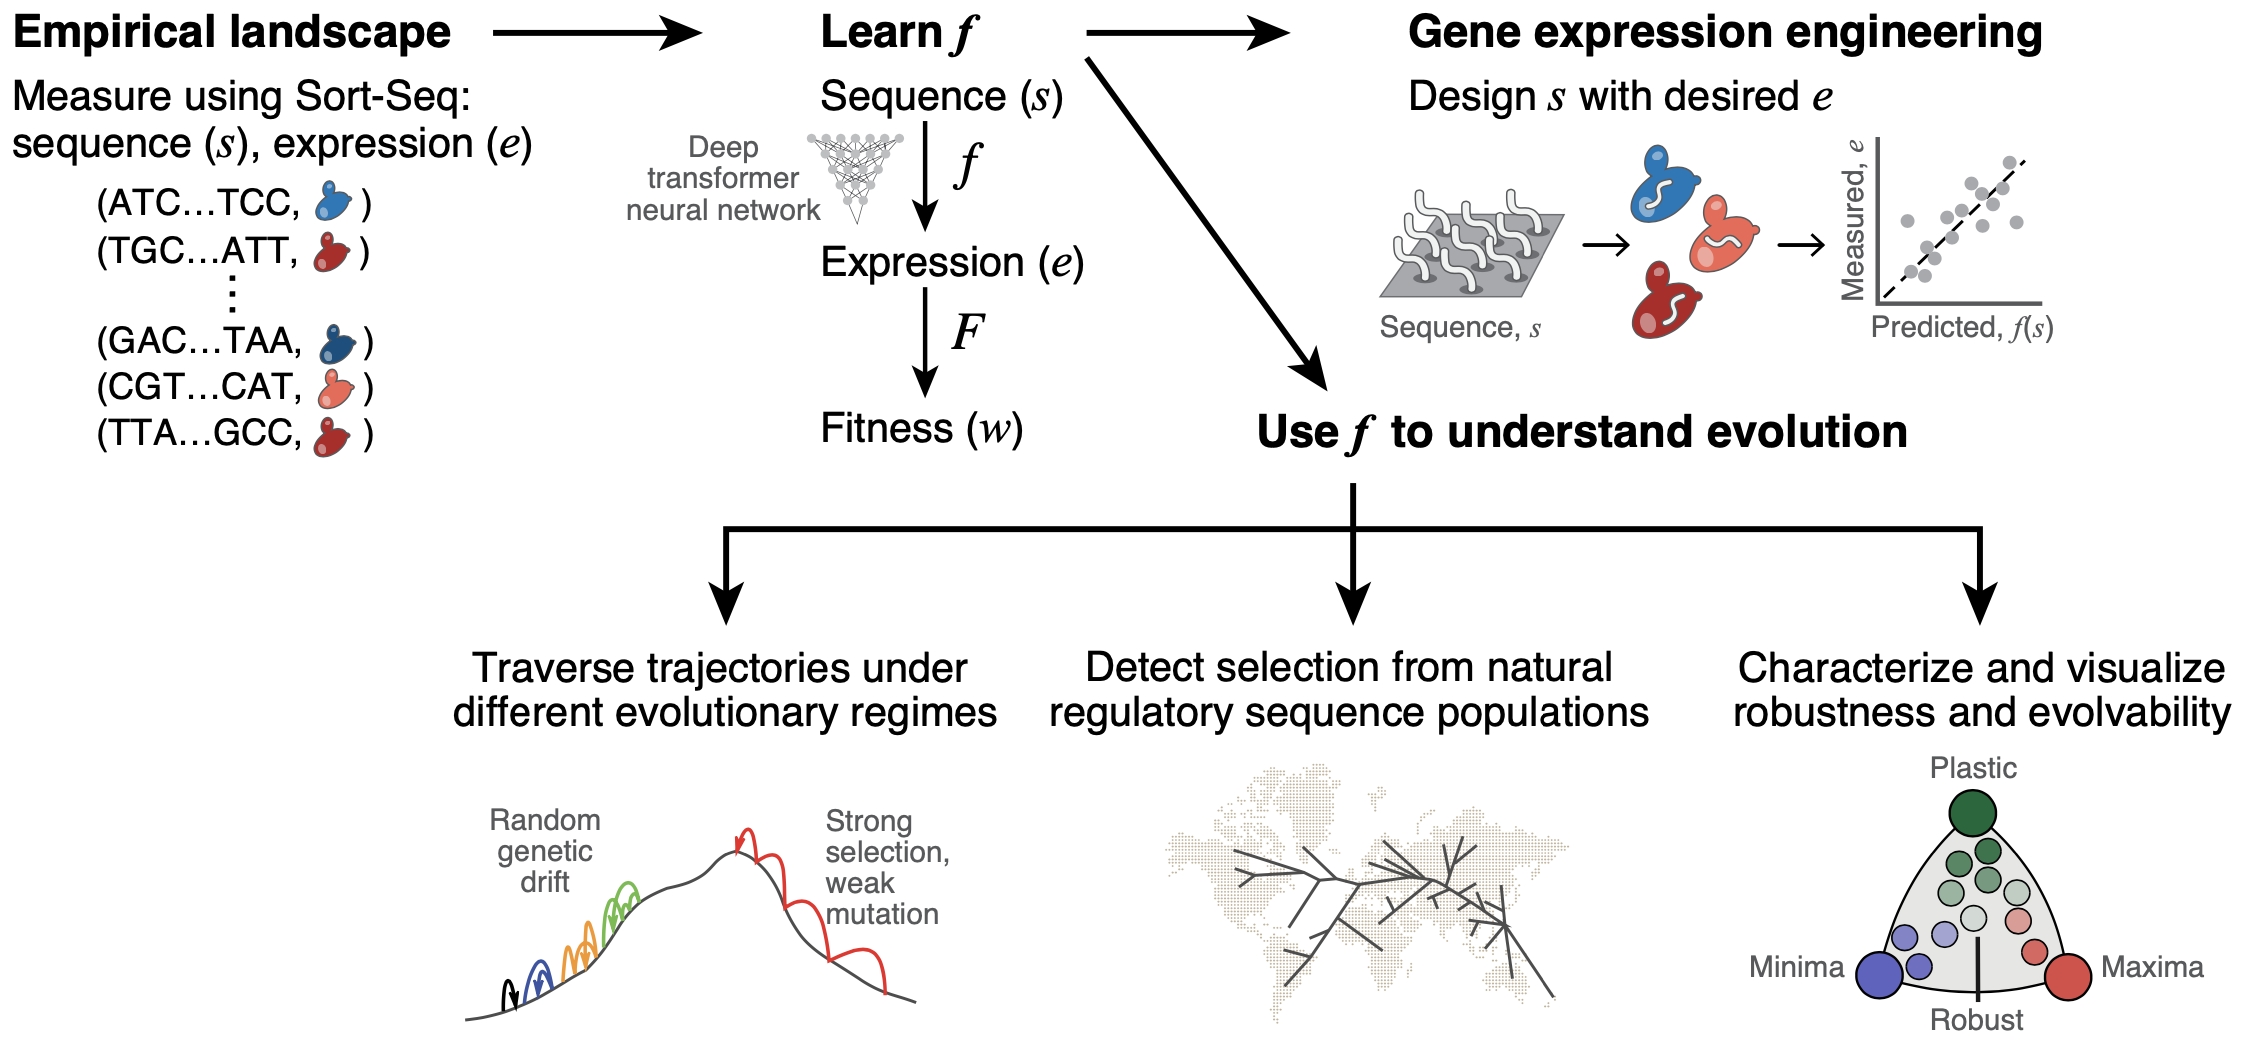 Empirical landscape
Measure using Sort-Seq:
sequence (s), expression (e)
(ATC...TCC, )
(TGC...ATT, )
⋮
(GAC...TAA, )
(CGT...CAT, )
(TTA...GCC, )
Learn f
Sequence (s)
Deep
transformer
neural network
f
Expression (e)
F
Fitness (w)
Gene expression engineering
Design s with desired e
Sequence, s
Measured, e
Predicted, f(s)
Use f to understand evolution
Traverse trajectories under
different evolutionary regimes
Random
genetic
drift
Strong
selection,
weak
mutation
Detect selection from natural
regulatory sequence populations
Characterize and visualize
robustness and evolvability
Plastic
Minima
Maxima
Robust